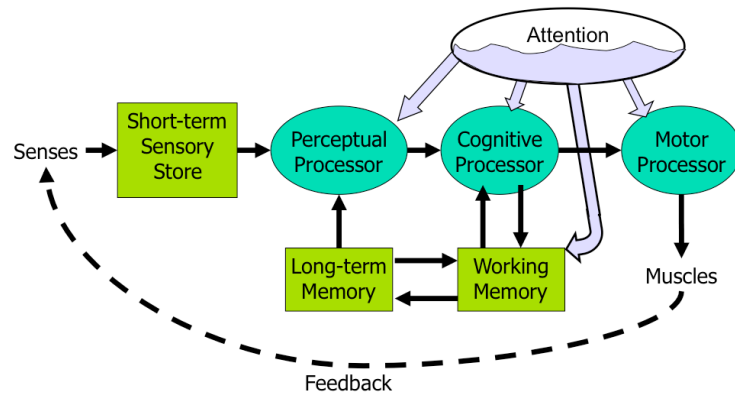 Attention
Short-term
Sensory
Store
Senses
Perceptual
Processor
Cognitive
Processor
Motor
Processor
Long-term
Memory
Working
Memory
Muscles
Feedback